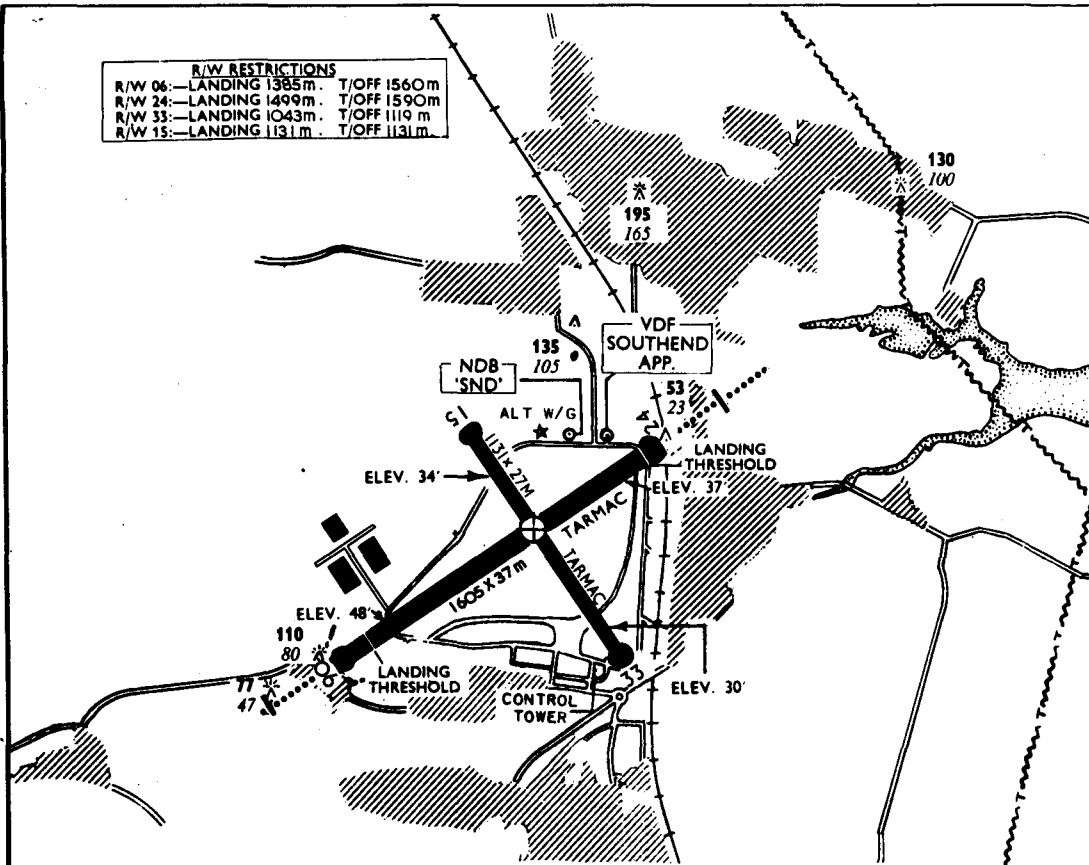 R/W RESTRICTIONS
R/W 06:—LANDING 1385m. T/OFF 1560m
R/W 24:—LANDING 1499m. T/OFF 1590m
R/W 33:—LANDING 1043m. T/OFF 1119 m
R/W 15:—LANDING 1131m. T/OFF 1131m
130
100
195
165
VDF
SOUTHEND
APP.
135
105
NDB
'SND'
53
23
ALT W/G
15
24
LANDING
THRESHOLD
1131 x 27M
ELEV. 34'
ELEV. 37'
TARMAC
TARMAC
1605 X 37m
ELEV. 48'
110
80
06
LANDING
THRESHOLD
77
47
33
ELEV. 30'
CONTROL
TOWER
T
T
T
T
T
T
T